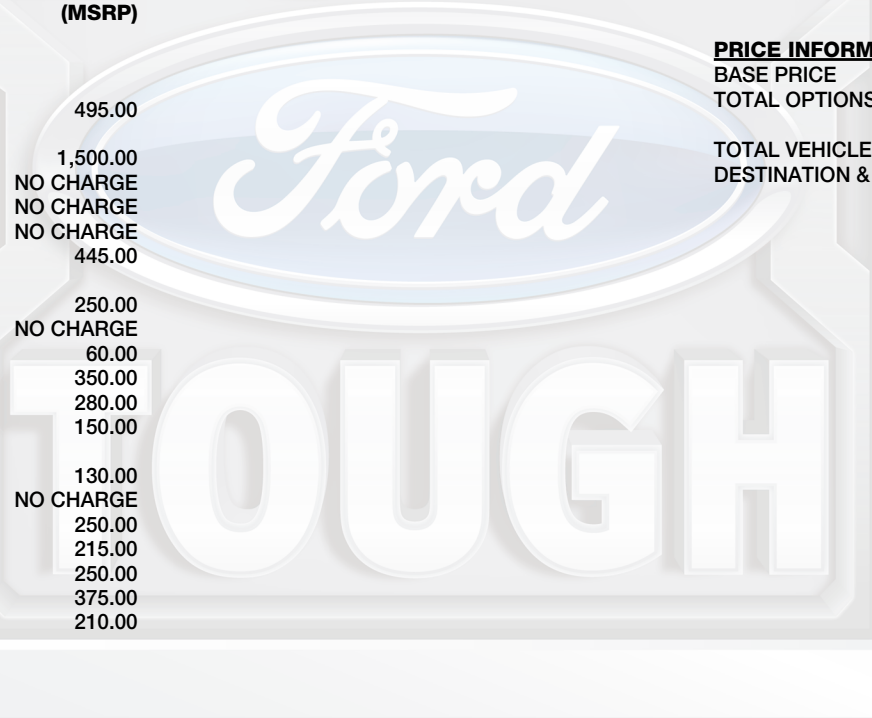 (MSRP)
495.00
1,500.00
NO CHARGE
NO CHARGE
NO CHARGE
445.00
250.00
NO CHARGE
60.00
350.00
280.00
150.00
130.00
NO CHARGE
250.00
215.00
250.00
375.00
210.00
PRICE INFORM
BASE PRICE
TOTAL OPTIONS
TOTAL VEHICLE
DESTINATION &
Ford
TOUGH